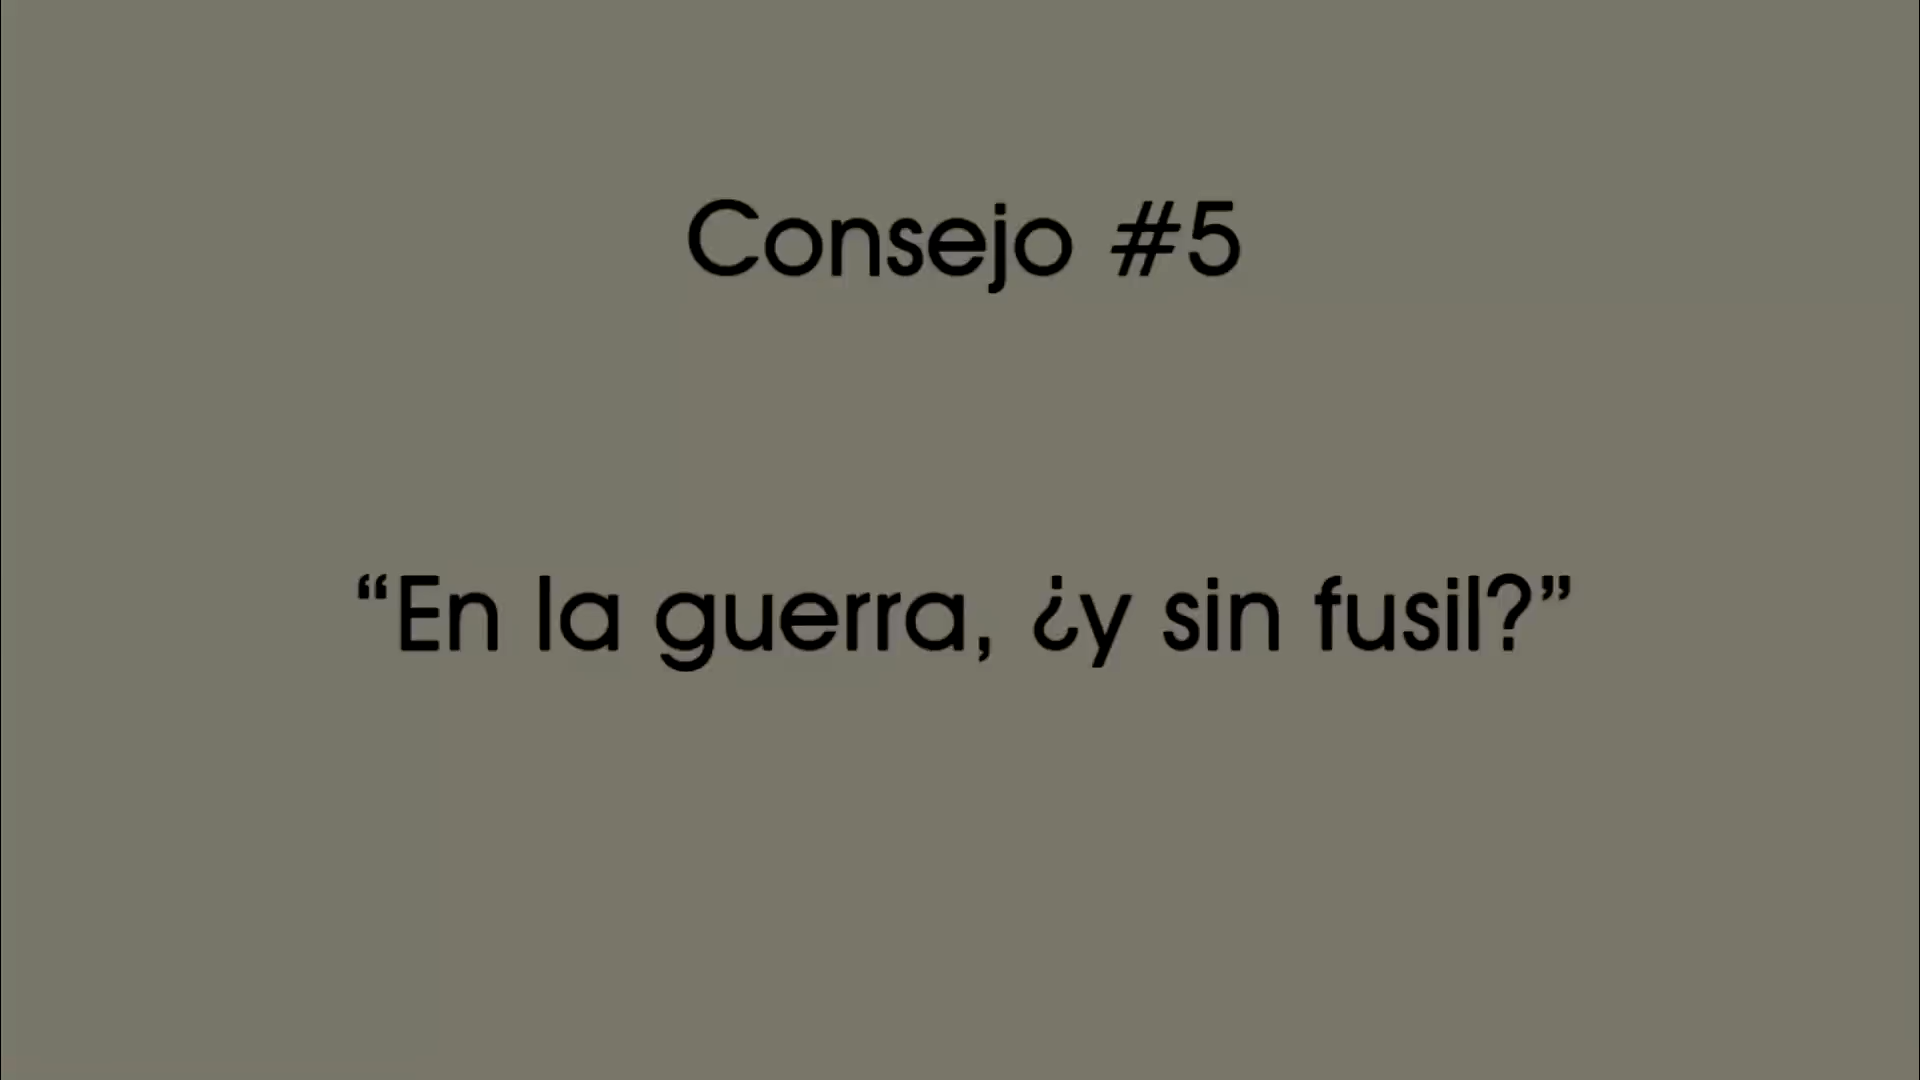 Consejo #5
“En la guerra, ¿y sin fusil?”